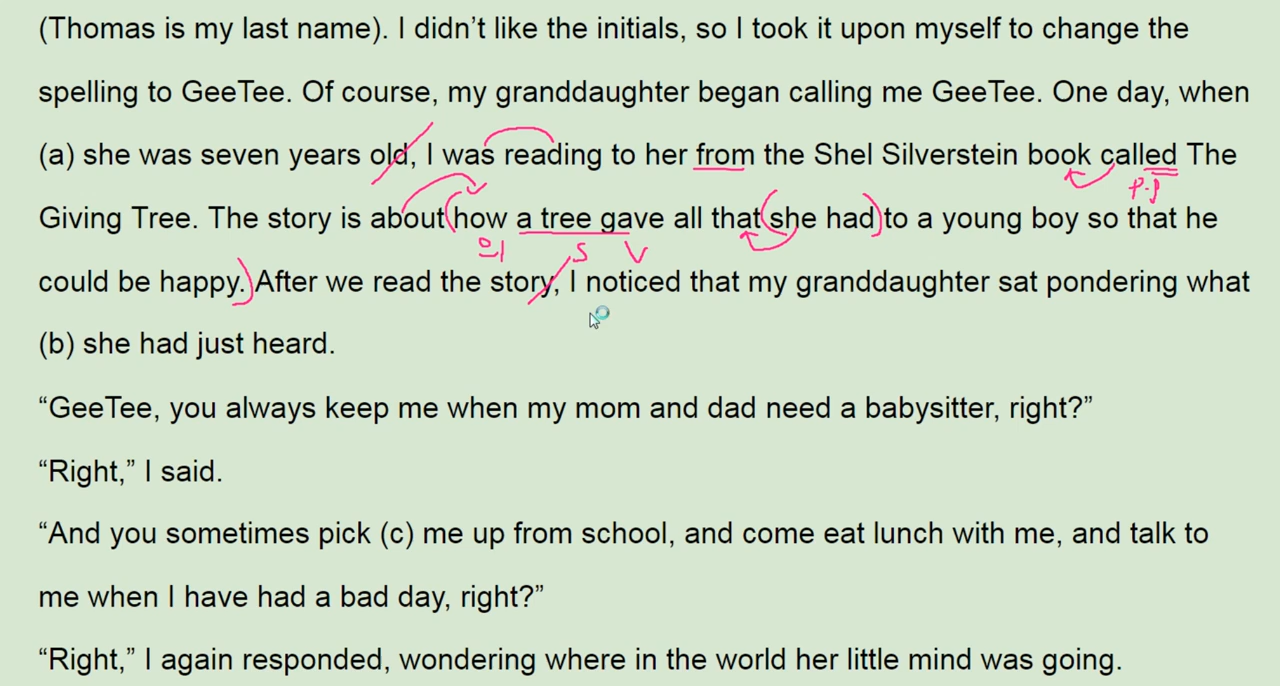 (Thomas is my last name). I didn’t like the initials, so I took it upon myself to change the
spelling to GeeTee. Of course, my granddaughter began calling me GeeTee. One day, when
(a) she was seven years old, I was reading to her from the Shel Silverstein book called The
p.p
Giving Tree. The story is about how a tree gave all that she had to a young boy so that he
의 S V
could be happy. After we read the story, I noticed that my granddaughter sat pondering what
(b) she had just heard.
“GeeTee, you always keep me when my mom and dad need a babysitter, right?”
“Right,” I said.
“And you sometimes pick (c) me up from school, and come eat lunch with me, and talk to
me when I have had a bad day, right?”
“Right,” I again responded, wondering where in the world her little mind was going.